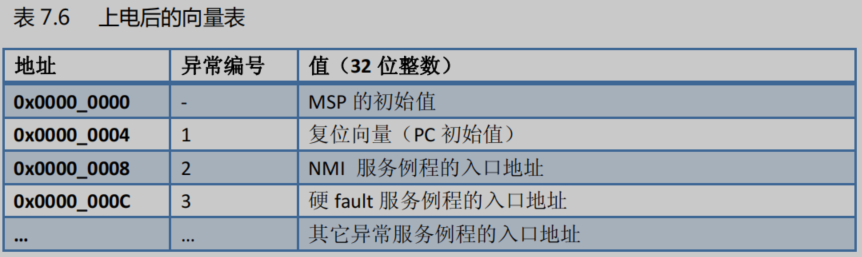 表 7.6 上电后的向量表
地址 异常编号 值（32 位整数）
0x0000_0000 - MSP 的初始值
0x0000_0004 1 复位向量（PC 初始值）
0x0000_0008 2 NMI 服务例程的入口地址
0x0000_000C 3 硬 fault 服务例程的入口地址
... ... 其它异常服务例程的入口地址